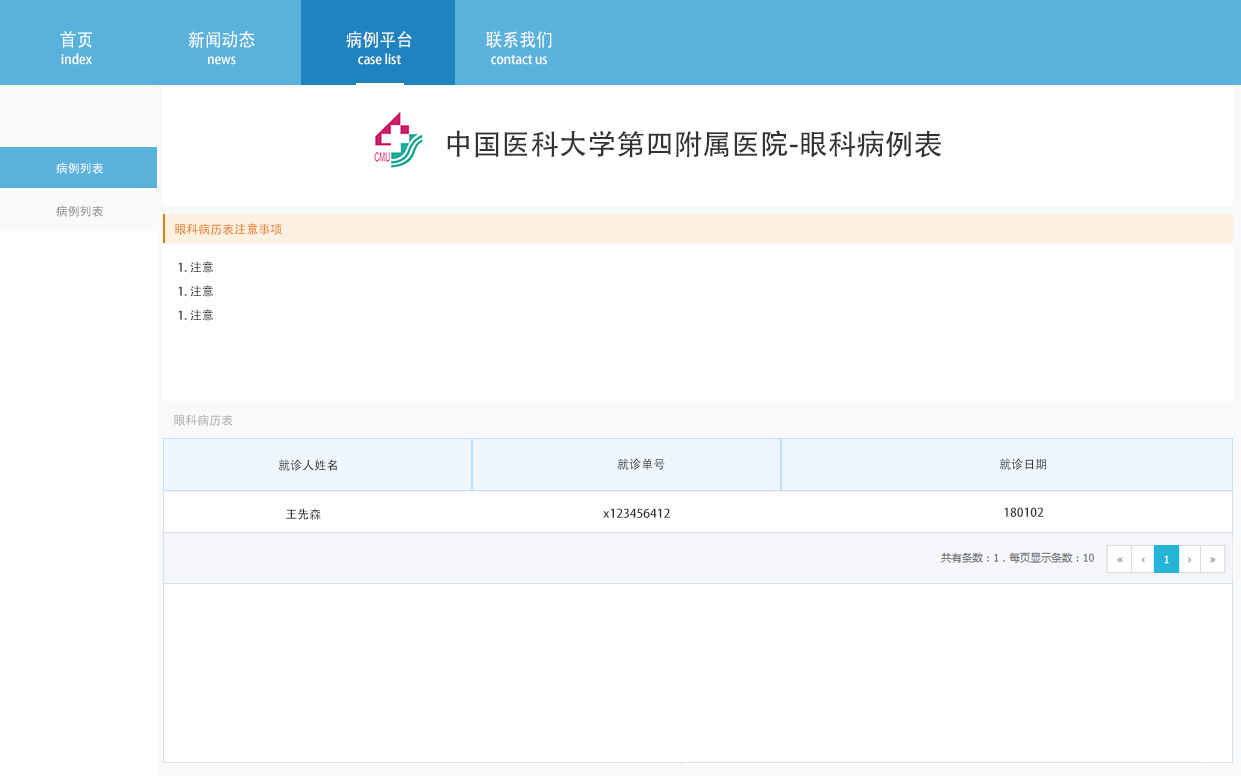 首页 新闻动态 病例平台 联系我们
index news case list contact us
CMU 中国医科大学第四附属医院-眼科病例表
病例列表
病例列表
眼科病历表注意事项
1. 注意
1. 注意
1. 注意
眼科病历表
就诊人姓名 就诊单号 就诊日期
王先森 x123456412 180102
共有条数：1，每页显示条数：10 « ‹ 1 › »